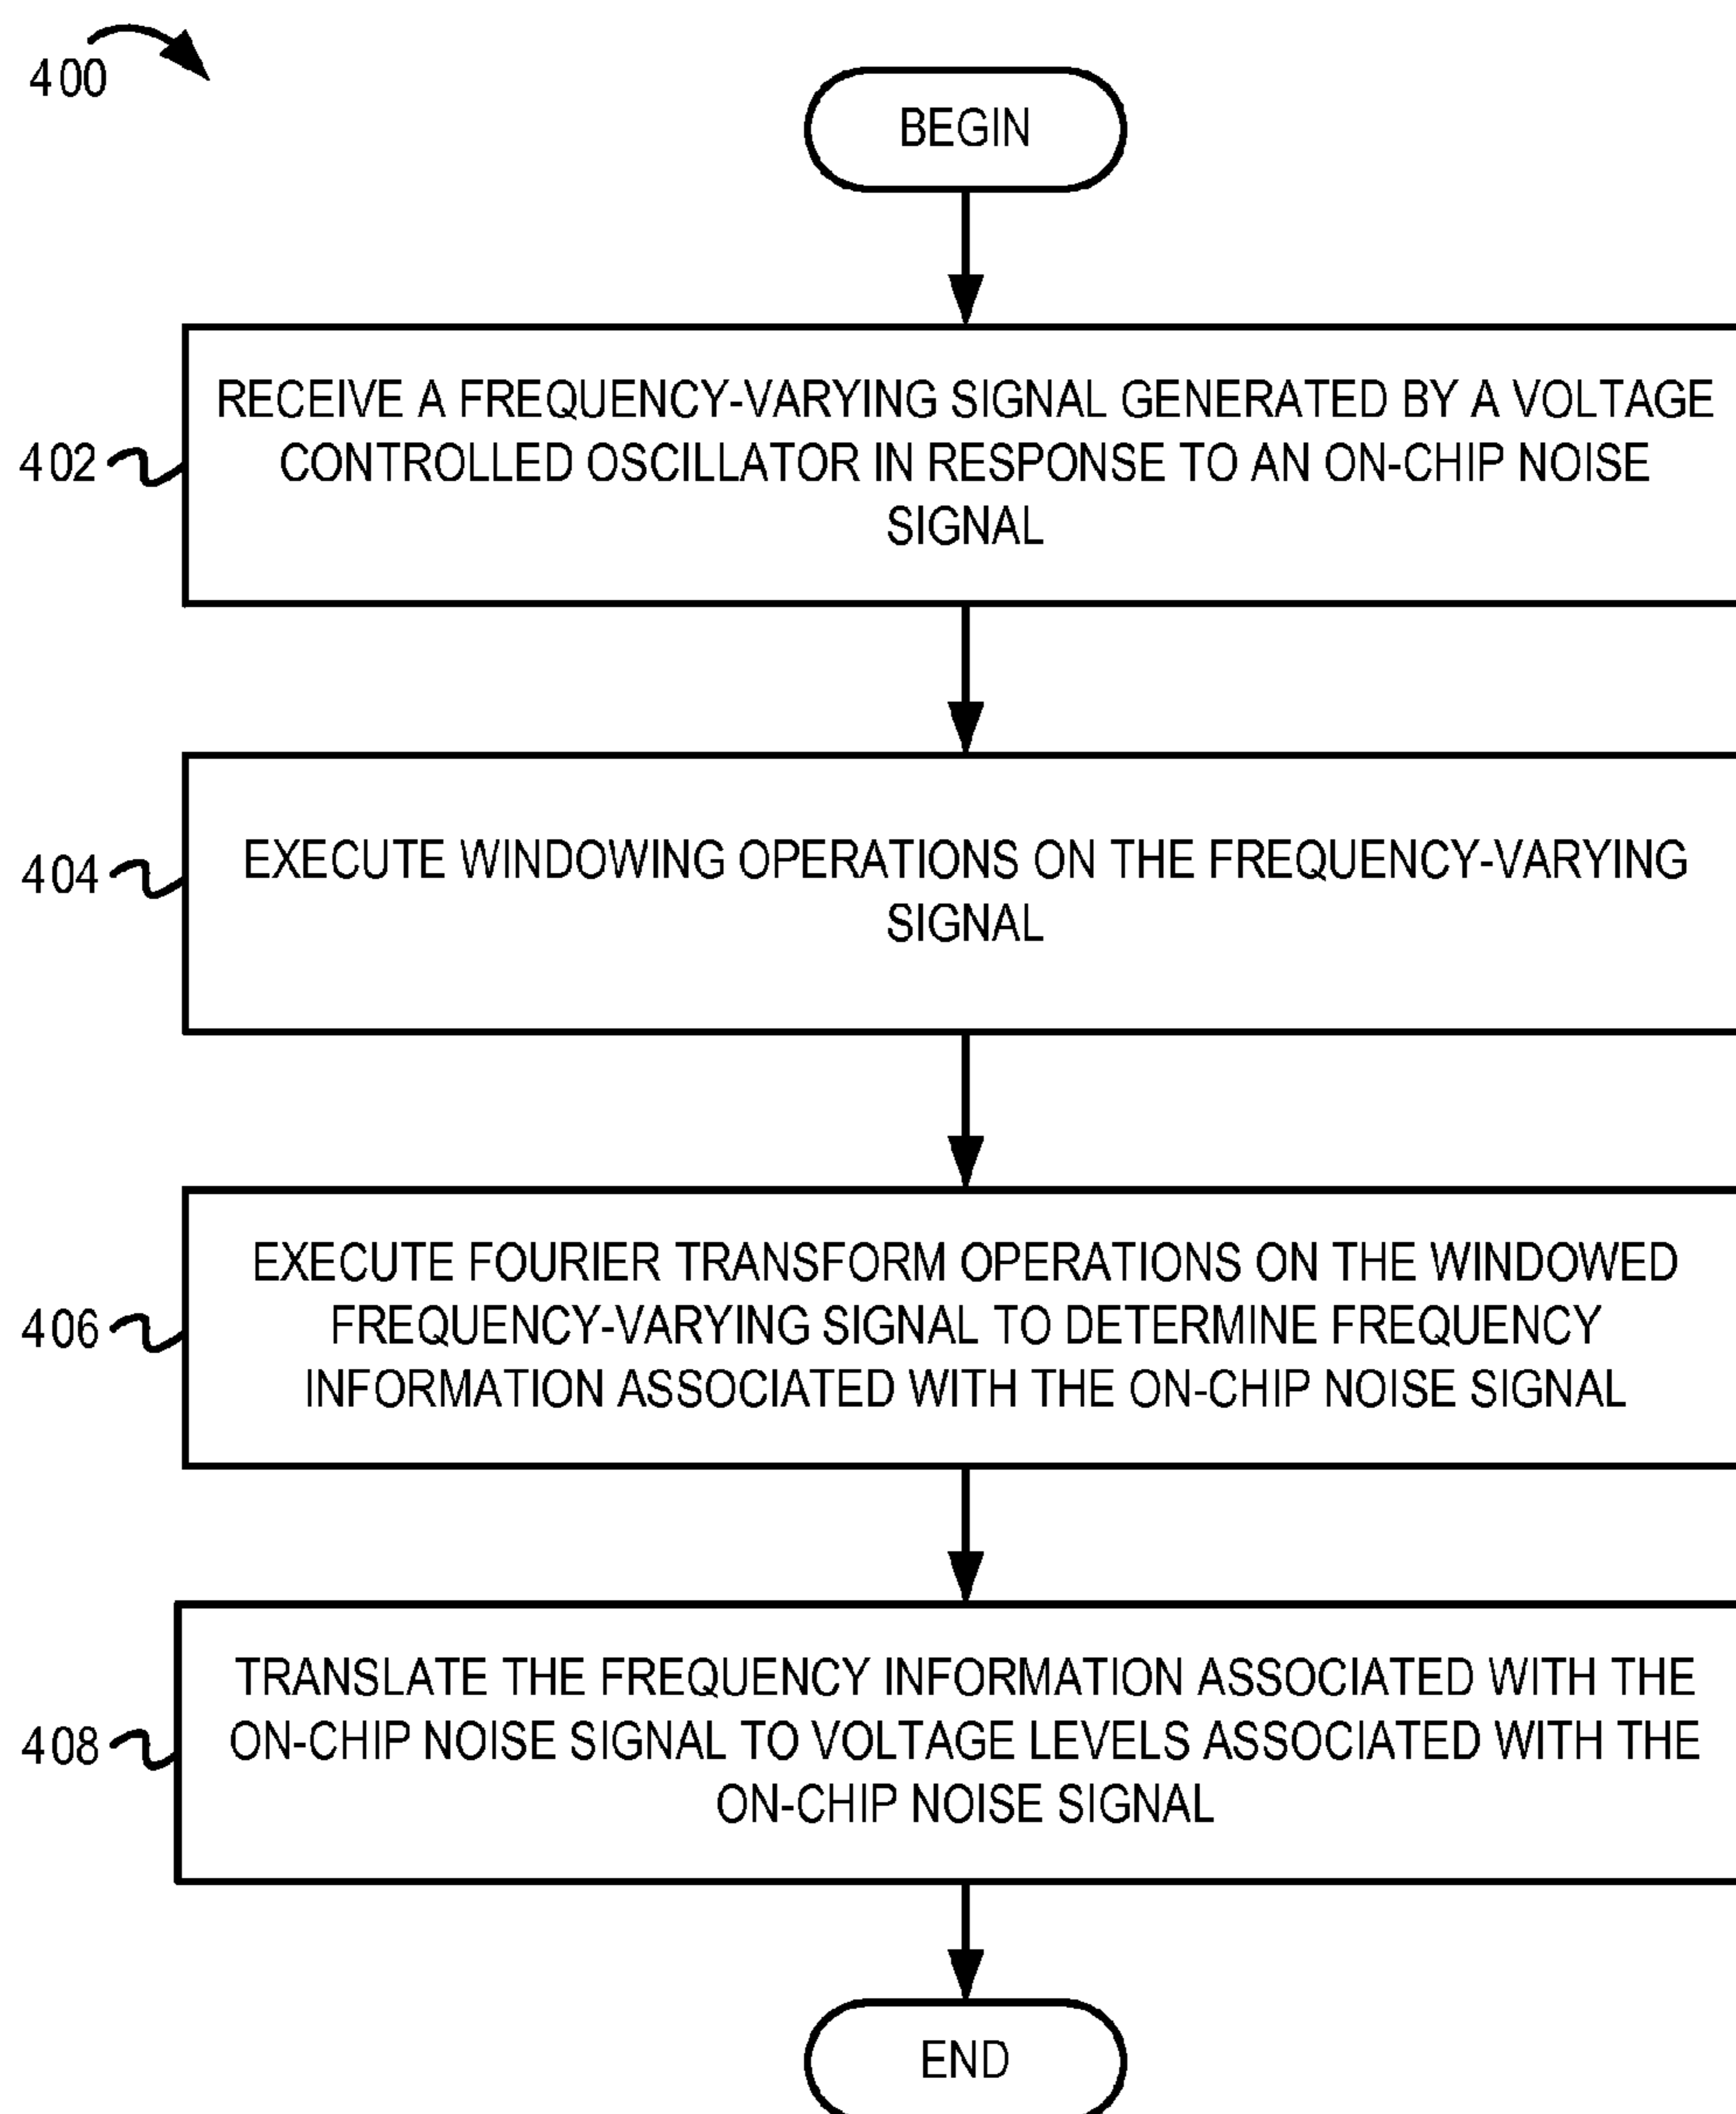 400
BEGIN
RECEIVE A FREQUENCY-VARYING SIGNAL GENERATED BY A VOLTAGE
CONTROLLED OSCILLATOR IN RESPONSE TO AN ON-CHIP NOISE
SIGNAL
402
EXECUTE WINDOWING OPERATIONS ON THE FREQUENCY-VARYING
SIGNAL
404
EXECUTE FOURIER TRANSFORM OPERATIONS ON THE WINDOWED
FREQUENCY-VARYING SIGNAL TO DETERMINE FREQUENCY
INFORMATION ASSOCIATED WITH THE ON-CHIP NOISE SIGNAL
406
TRANSLATE THE FREQUENCY INFORMATION ASSOCIATED WITH THE
ON-CHIP NOISE SIGNAL TO VOLTAGE LEVELS ASSOCIATED WITH THE
ON-CHIP NOISE SIGNAL
408
END